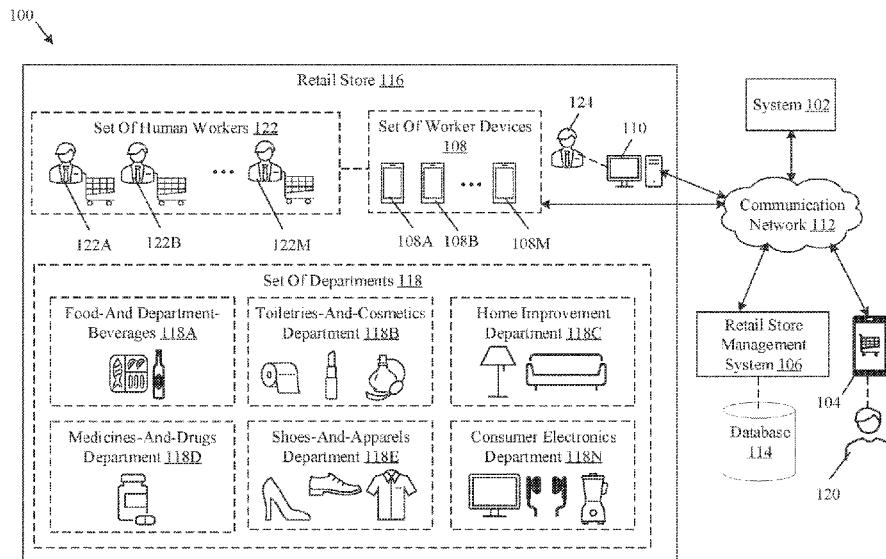 100
Retail Store 116
Set Of Human Workers 122
122A
122B
122M
Set Of Worker Devices
108
108A
108B
108M
124
110
System 102
Communication
Network 112
Set Of Departments 118
Food-And Department-
Beverages 118A
Toiletries-And-Cosmetics
Department 118B
Home Improvement
Department 118C
Medicines-And-Drugs
Department 118D
Shoes-And-Apparels
Department 118E
Consumer Electronics
Department 118N
Retail Store
Management
System 106
104
Database
114
120